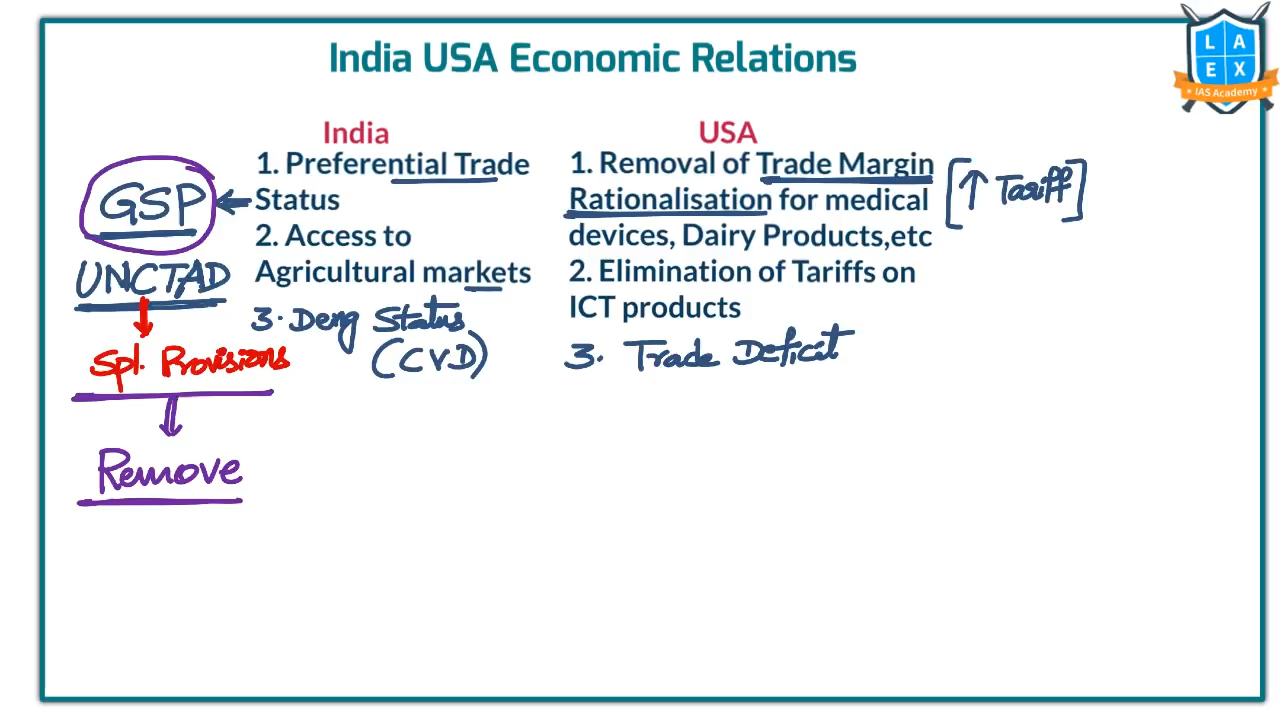 India USA Economic Relations
L A
E X
IAS Academy
India
1. Preferential Trade
Status
2. Access to
Agricultural markets
3. Deng Status
(CVD)
GSP
UNCTAD
Spl. Provisions
Remove
USA
1. Removal of Trade Margin
Rationalisation for medical
devices, Dairy Products,etc
2. Elimination of Tariffs on
ICT products
3. Trade Deficit
[↑ Tariff]